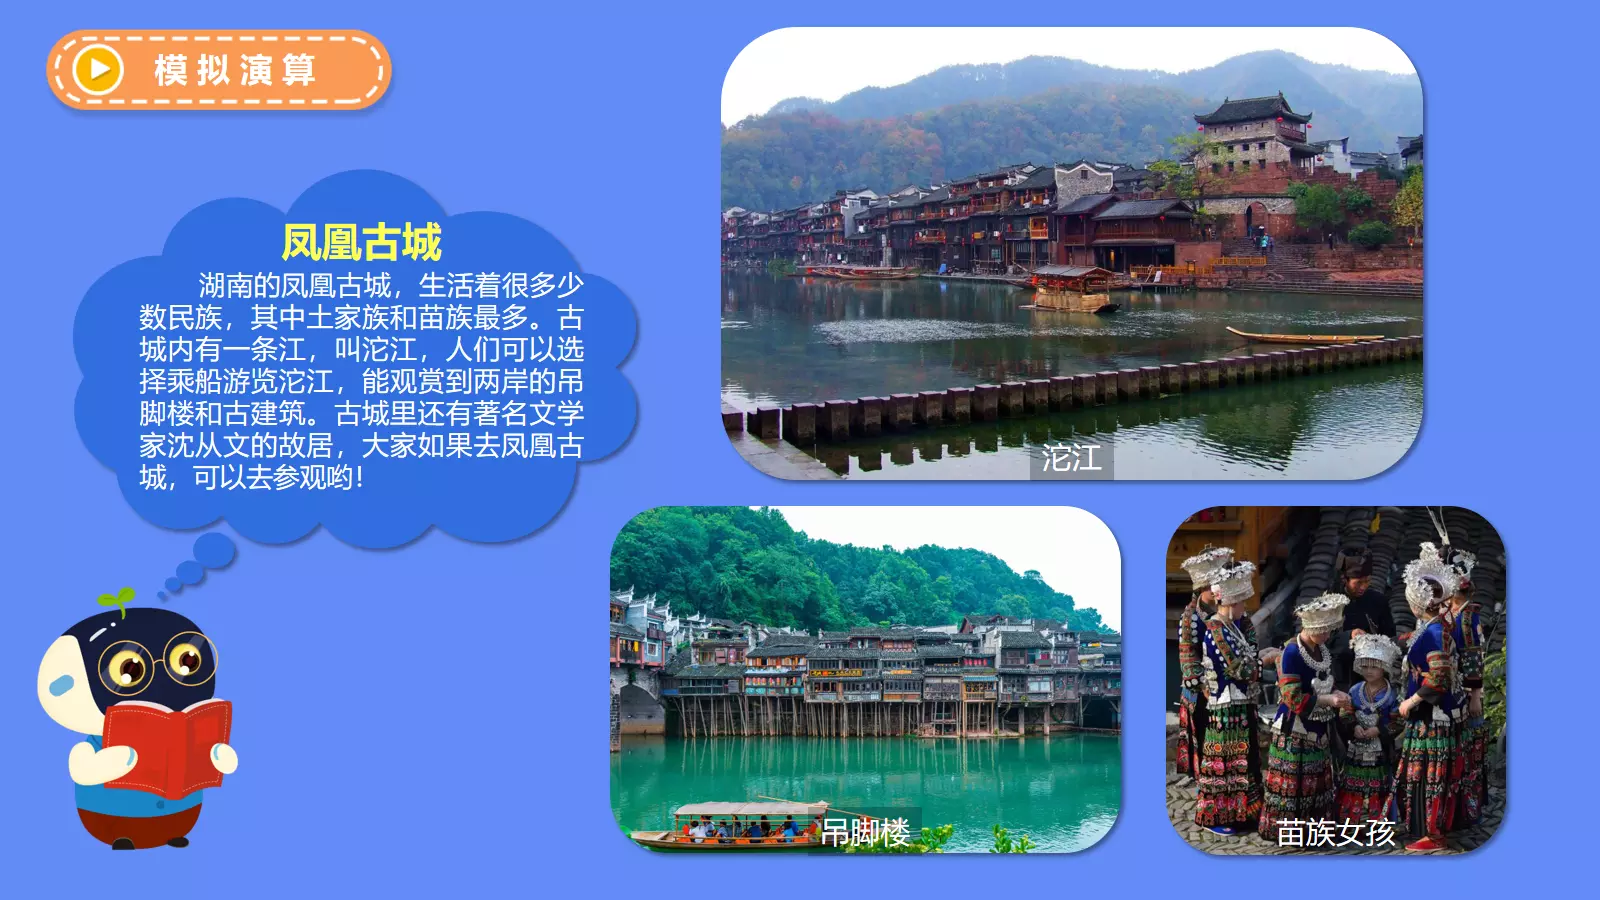 模拟演算
凤凰古城
湖南的凤凰古城，生活着很多少
数民族，其中土家族和苗族最多。古
城内有一条江，叫沱江，人们可以选
择乘船游览沱江，能观赏到两岸的吊
脚楼和古建筑。古城里还有著名文学
家沈从文的故居，大家如果去凤凰古
城，可以去参观哟！
沱江
吊脚楼
苗族女孩